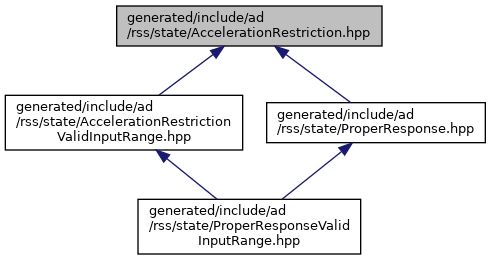 generated/include/ad
/rss/state/AccelerationRestriction.hpp
generated/include/ad
/rss/state/AccelerationRestriction
ValidInputRange.hpp
generated/include/ad
/rss/state/ProperResponse.hpp
generated/include/ad
/rss/state/ProperResponseValid
InputRange.hpp